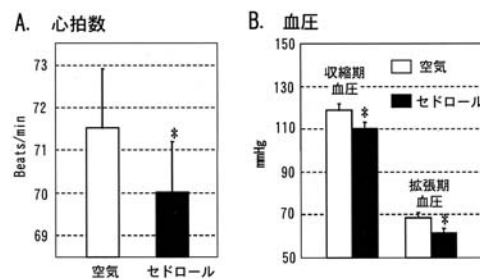 A. 心拍数
Beats/min
73
72
71
70
69
*
空気
セドロール
B. 血圧
mmHg
150
130
110
90
70
50
収縮期
血圧
*
拡張期
血圧
*
空気
セドロール